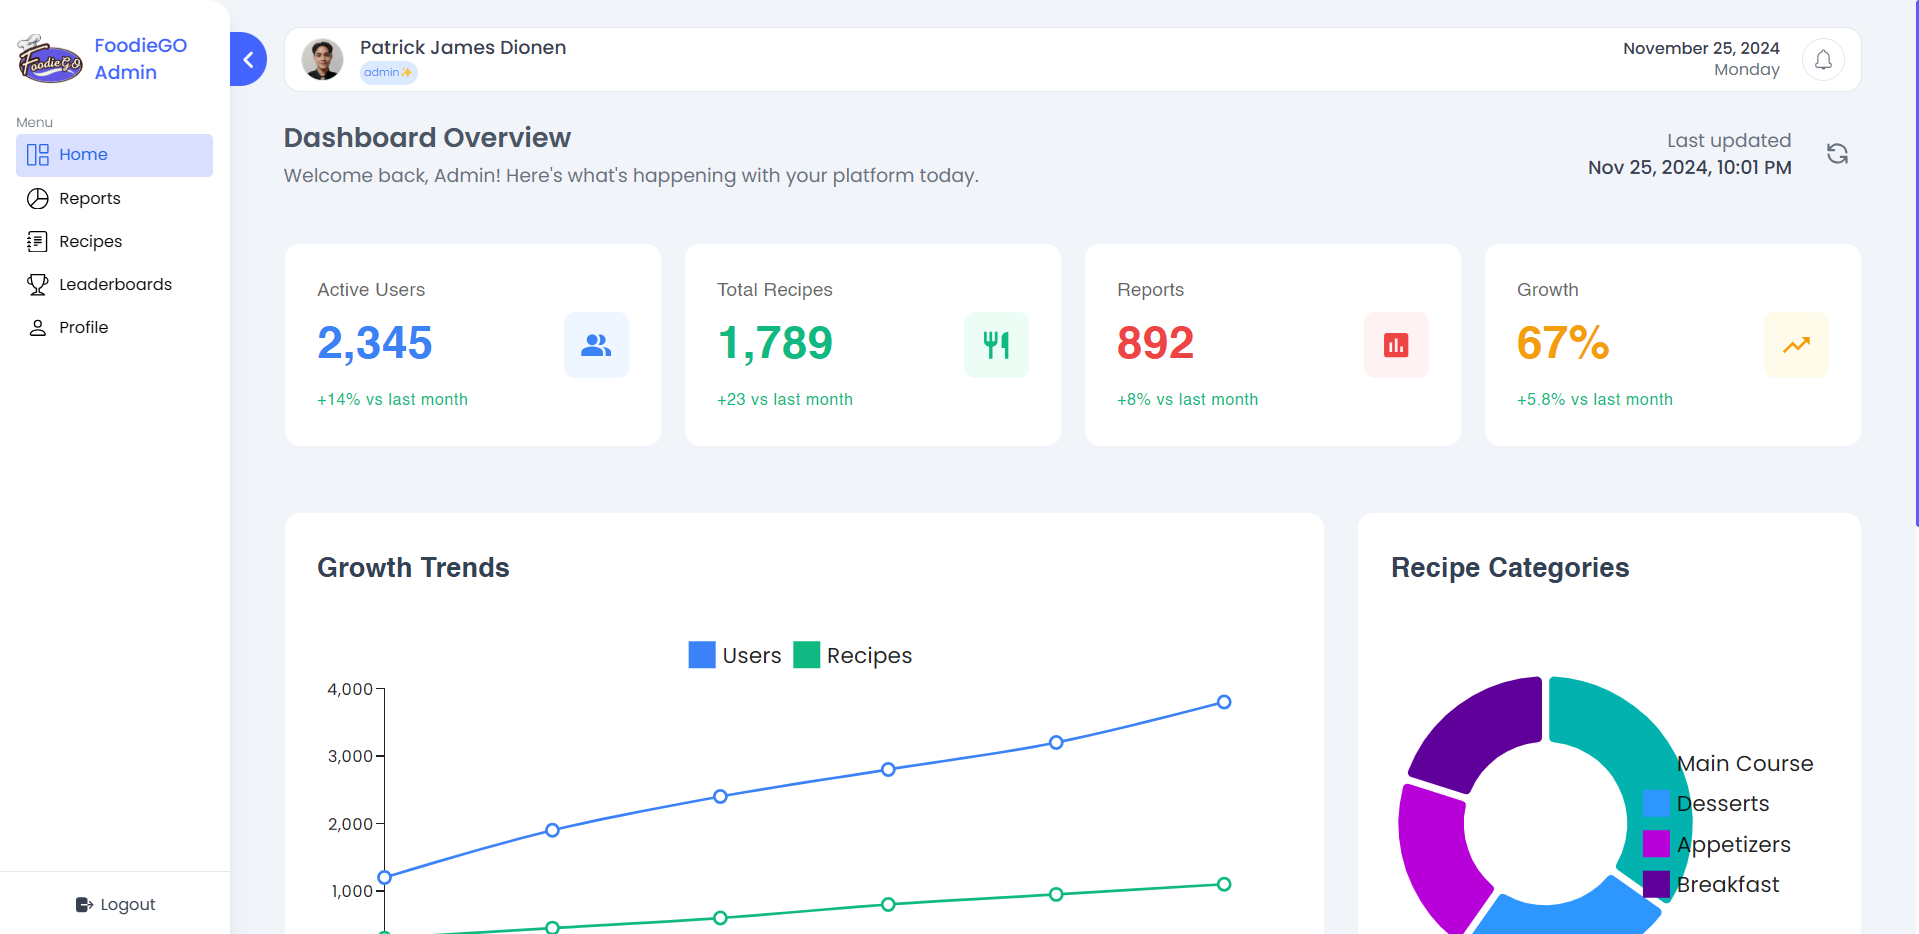 FoodieGO
FoodieGO
Admin
Patrick James Dionen
admin✨
November 25, 2024
Monday
Menu
Home
Reports
Recipes
Leaderboards
Profile
Logout
Dashboard Overview
Welcome back, Admin! Here's what's happening with your platform today.
Last updated
Nov 25, 2024, 10:01 PM
Active Users
2,345
+14% vs last month
Total Recipes
1,789
+23 vs last month
Reports
892
+8% vs last month
Growth
67%
+5.8% vs last month
Growth Trends
Users Recipes
4,000
3,000
2,000
1,000
Recipe Categories
Main Course
Desserts
Appetizers
Breakfast